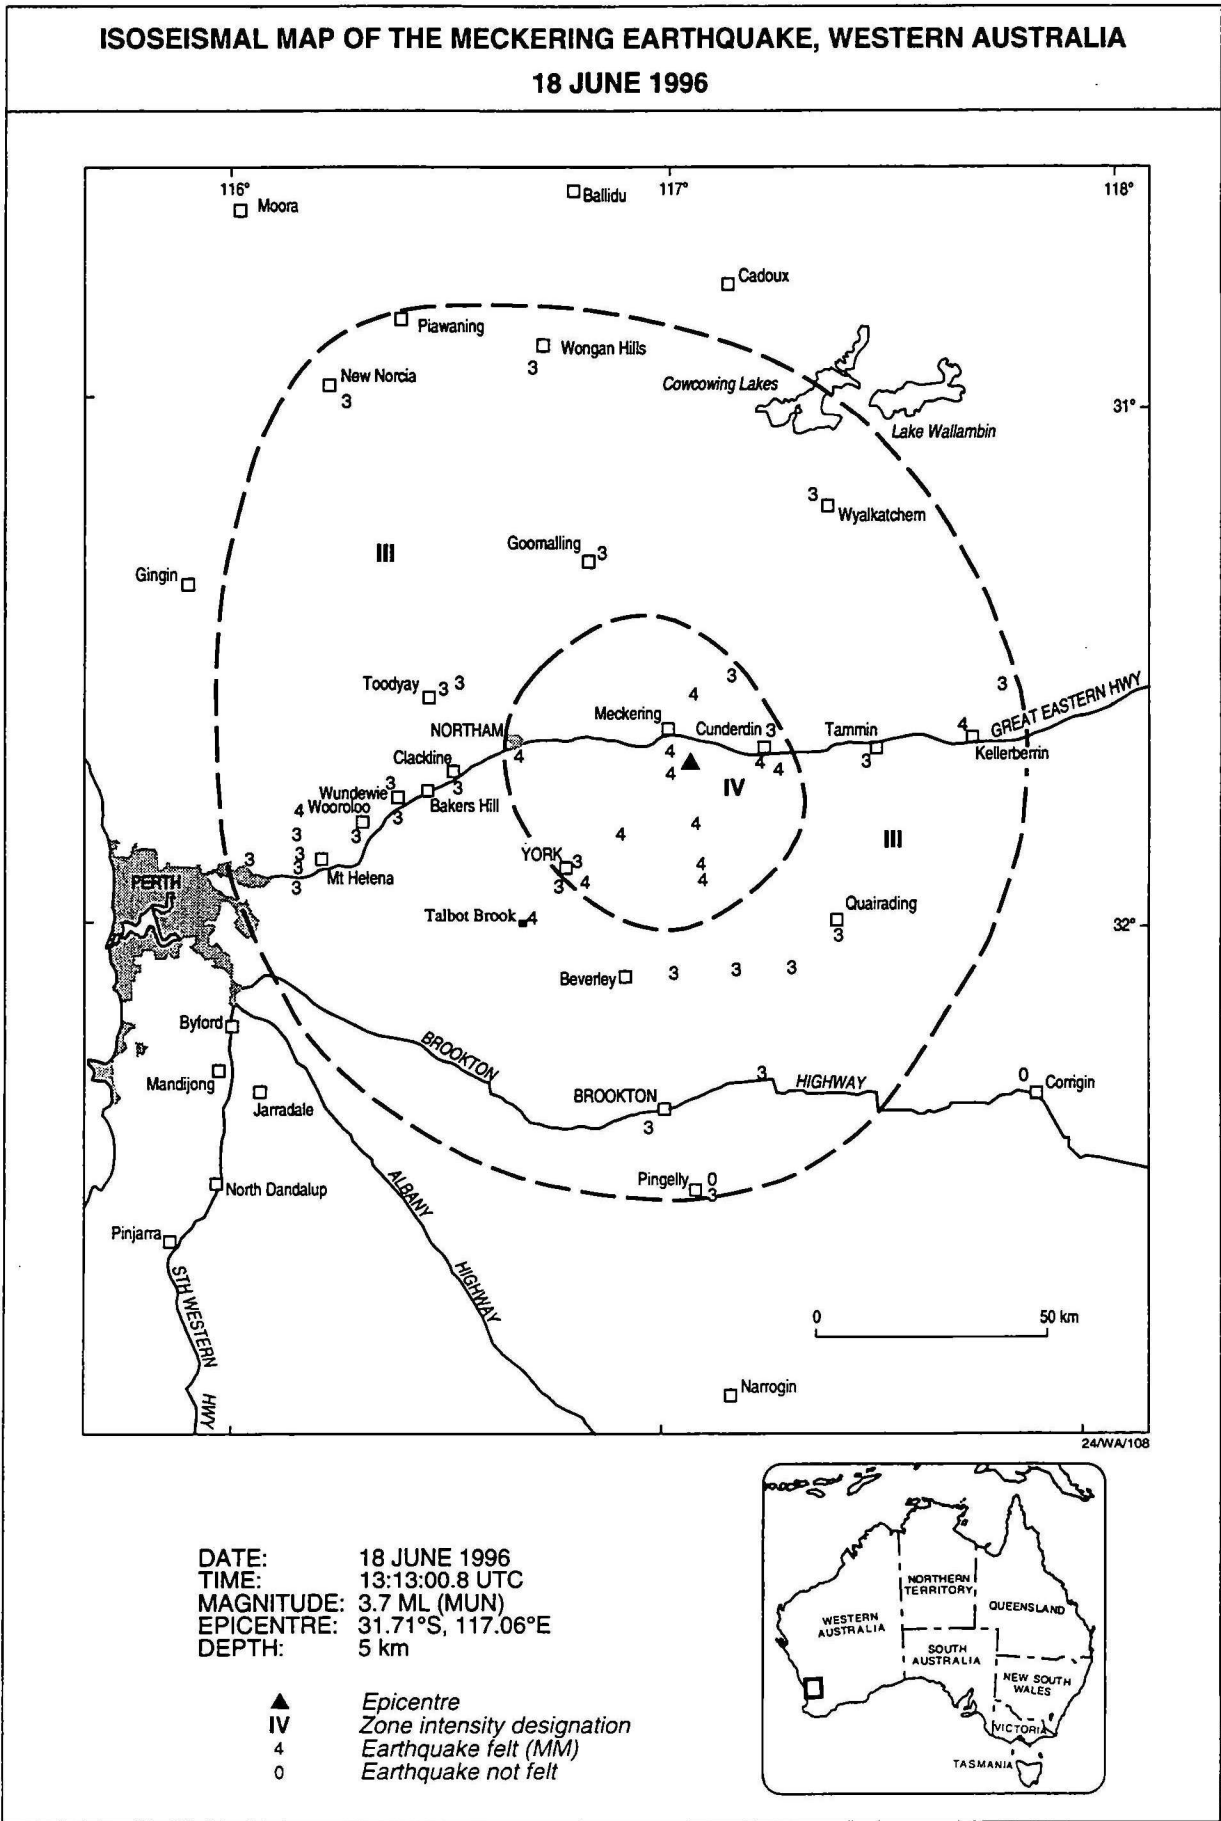 ISOSEISMAL MAP OF THE MECKERING EARTHQUAKE, WESTERN AUSTRALIA
18 JUNE 1996
116°
117°
118°
Moora
Ballidu
Cadoux
Piawaning
Wongan Hills
3
New Norcia
3
Cowcowing Lakes
31°
Lake Wallambin
3
Wyalkatchem
Goomalling
3
III
Gingin
3
4
3
Toodyay
3 3
GREAT EASTERN HWY
Meckering
NORTHAM
Cunderdin 3
Tammin
4
Kellerberrin
4
4
4 4
3
Clackline
3
4
IV
Wundewie
3
Bakers Hill
Wooroloo
4
3
3
3
4
4
III
3
3
3
3
Mt Helena
YORK
3
3
4
4
4
PERTH
Talbot Brook
4
Quairading
3
32°
Beverley
3
3
3
Byford
BROOKTON
Mandijong
Jarradale
BROOKTON
3
3
HIGHWAY
0
Corrigin
North Dandalup
ALBANY
Pingelly
0
3
Pinjarra
STH WESTERN
HWY
HIGHWAY
0
50 km
Narrogin
24/WA/108
DATE: 18 JUNE 1996
TIME: 13:13:00.8 UTC
MAGNITUDE: 3.7 ML (MUN)
EPICENTRE: 31.71°S, 117.06°E
DEPTH: 5 km
Epicentre
IV Zone intensity designation
4 Earthquake felt (MM)
0 Earthquake not felt
NORTHERN
TERRITORY
QUEENSLAND
WESTERN
AUSTRALIA
SOUTH
AUSTRALIA
NEW SOUTH
WALES
VICTORIA
TASMANIA